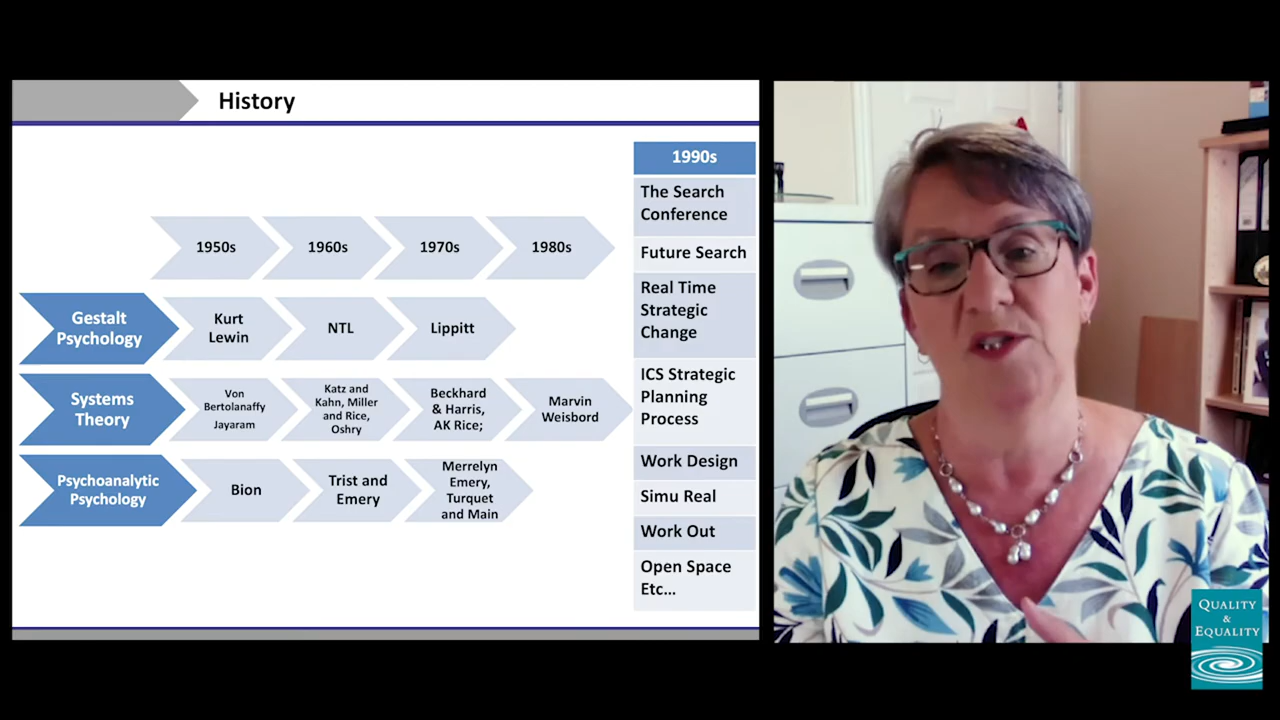 History
1950s
1960s
1970s
1980s
Gestalt
Psychology
Kurt
Lewin
NTL
Lippitt
Systems
Theory
Von
Bertolanaffy
Jayaram
Katz and
Kahn, Miller
and Rice,
Oshry
Beckhard
& Harris,
AK Rice;
Marvin
Weisbord
Psychoanalytic
Psychology
Bion
Trist and
Emery
Merrelyn
Emery,
Turquet
and Main
1990s
The Search
Conference
Future Search
Real Time
Strategic
Change
ICS Strategic
Planning
Process
Work Design
Simu Real
Work Out
Open Space
Etc...
QUALITY
&
EQUALITY